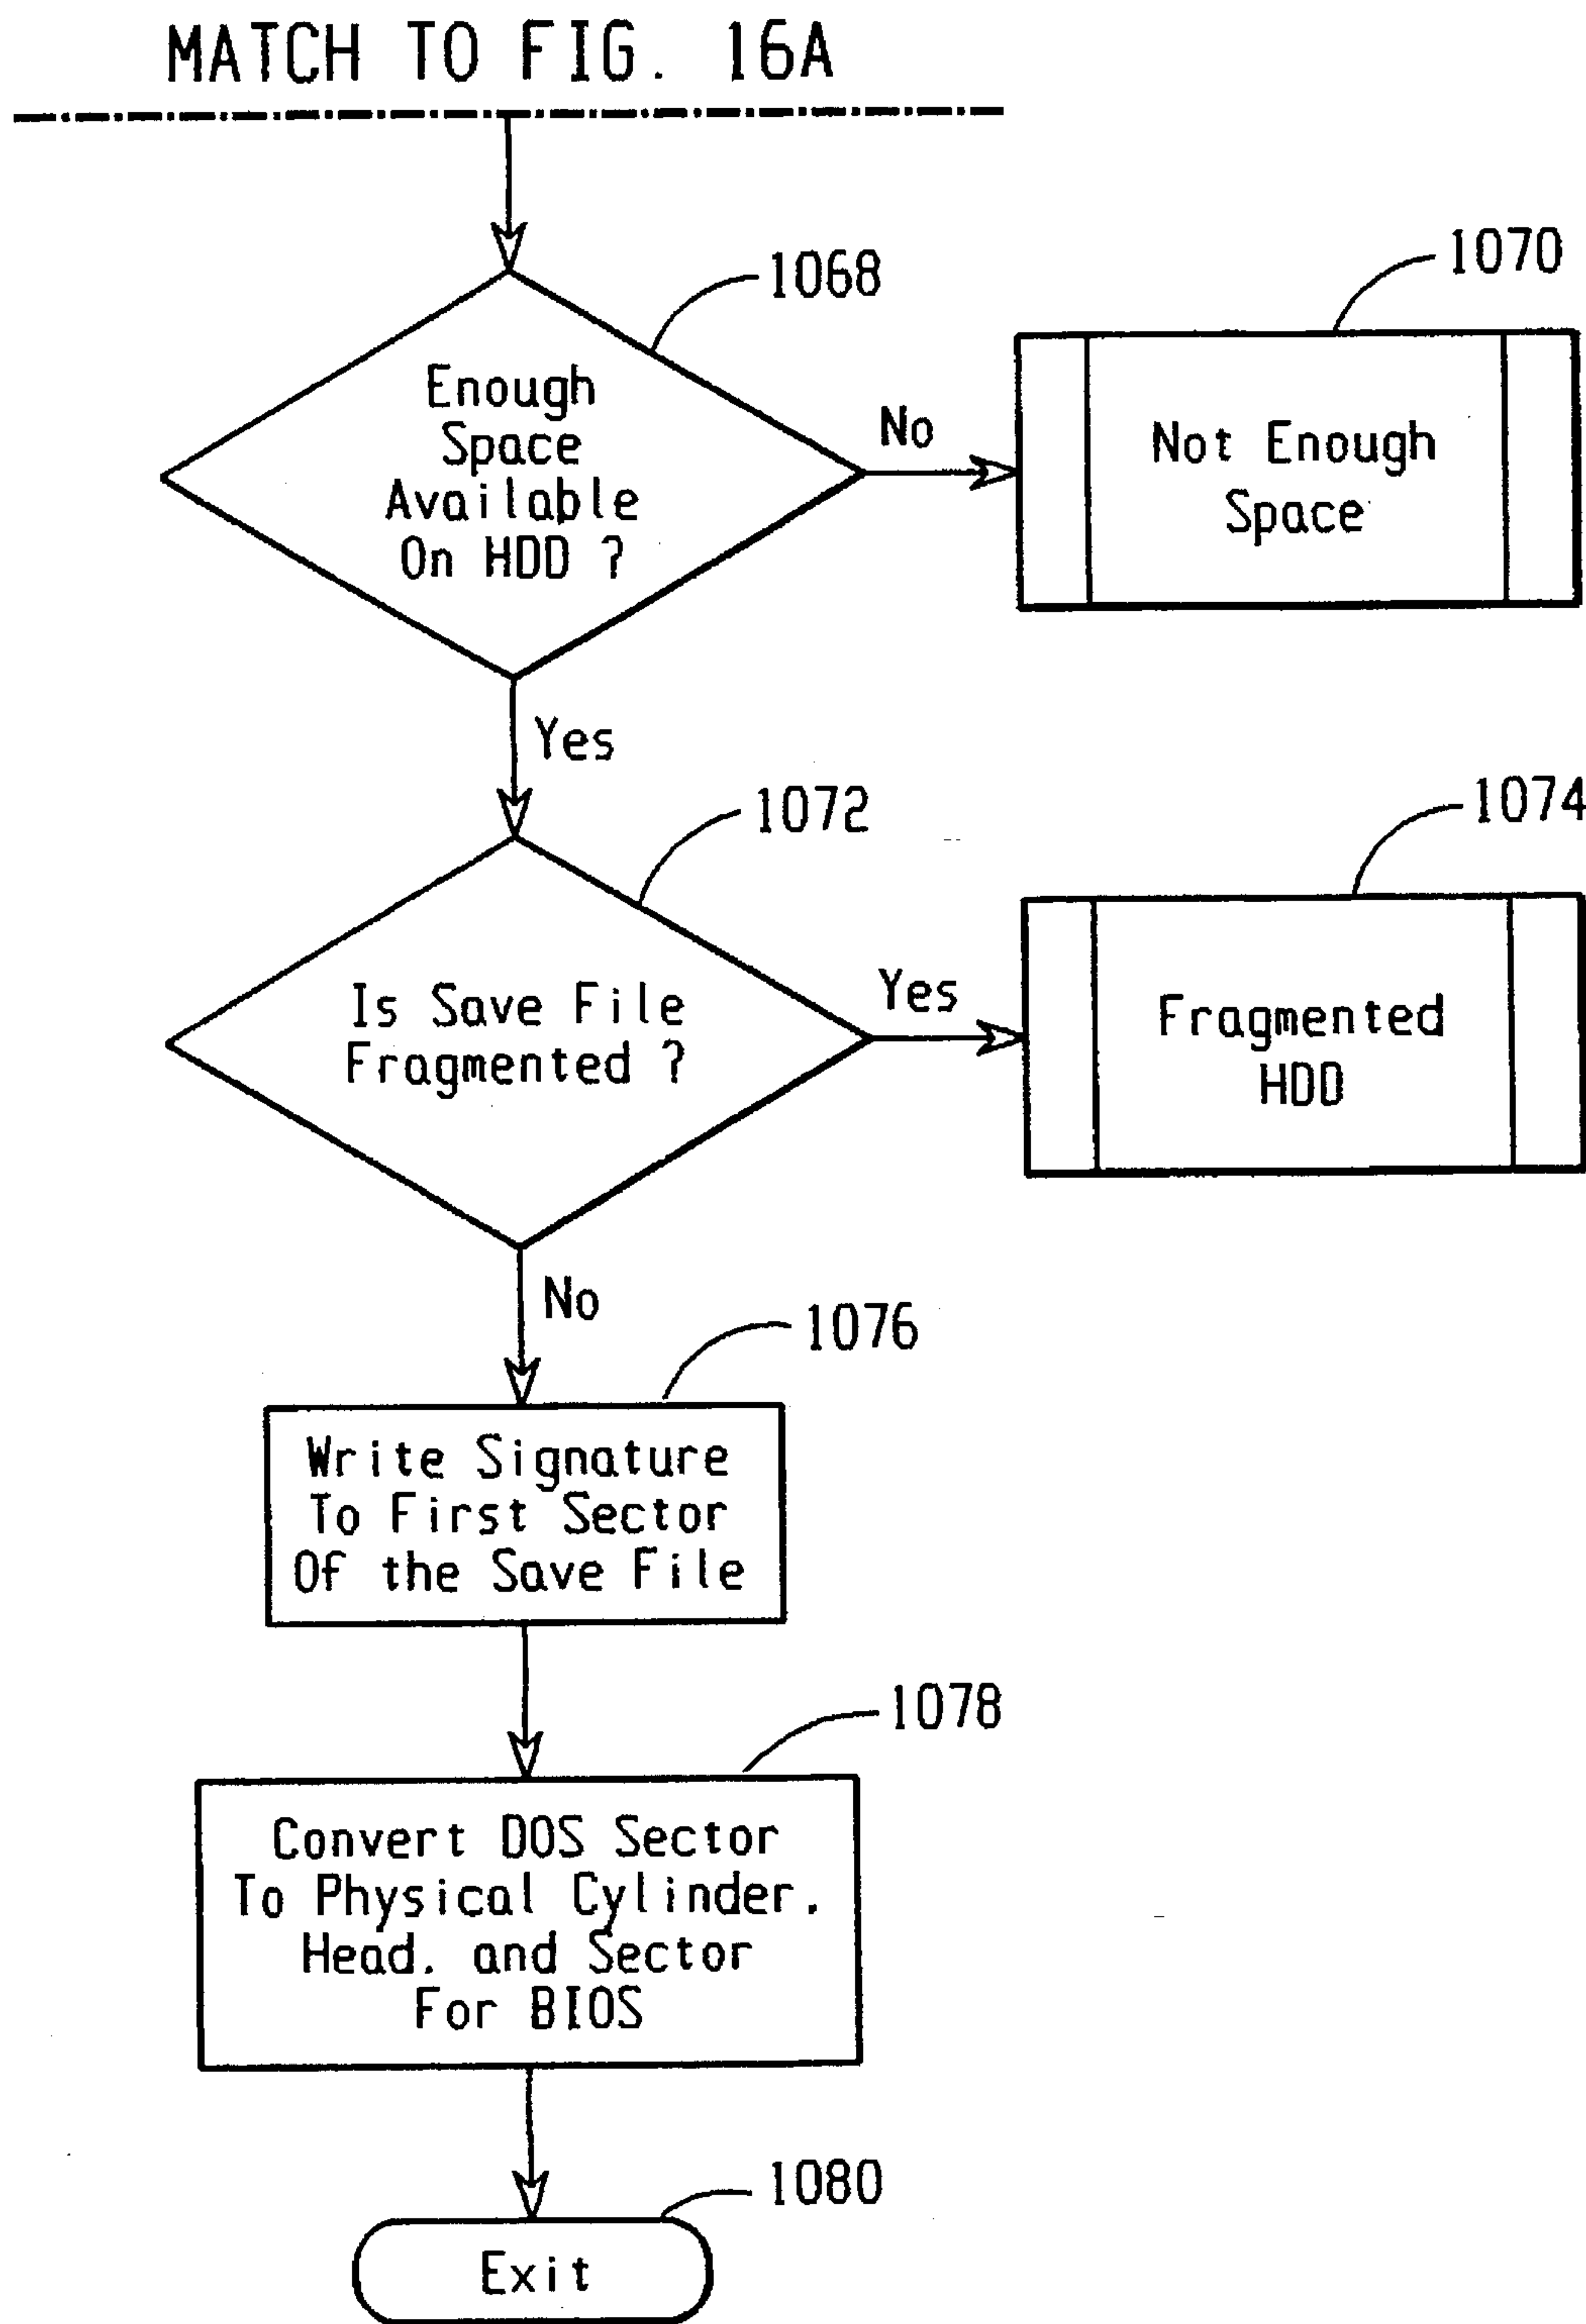 MATCH TO FIG. 16A
1068
Enough
Space
Available
On HDD ?
No
1070
Not Enough
Space
Yes
1072
Is Save File
Fragmented ?
Yes
1074
Fragmented
HDD
No
1076
Write Signature
To First Sector
Of the Save File
1078
Convert DOS Sector
To Physical Cylinder,
Head, and Sector
For BIOS
1080
Exit